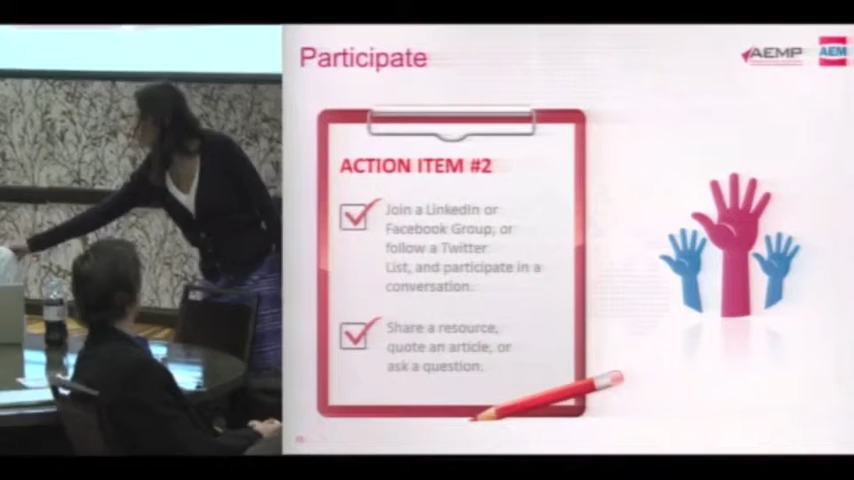 Participate
AEMP
AEM
ACTION ITEM #2
Join a LinkedIn or
Facebook Group, or
follow a Twitter
List, and participate in a
conversation.
Share a resource,
quote an article, or
ask a question.